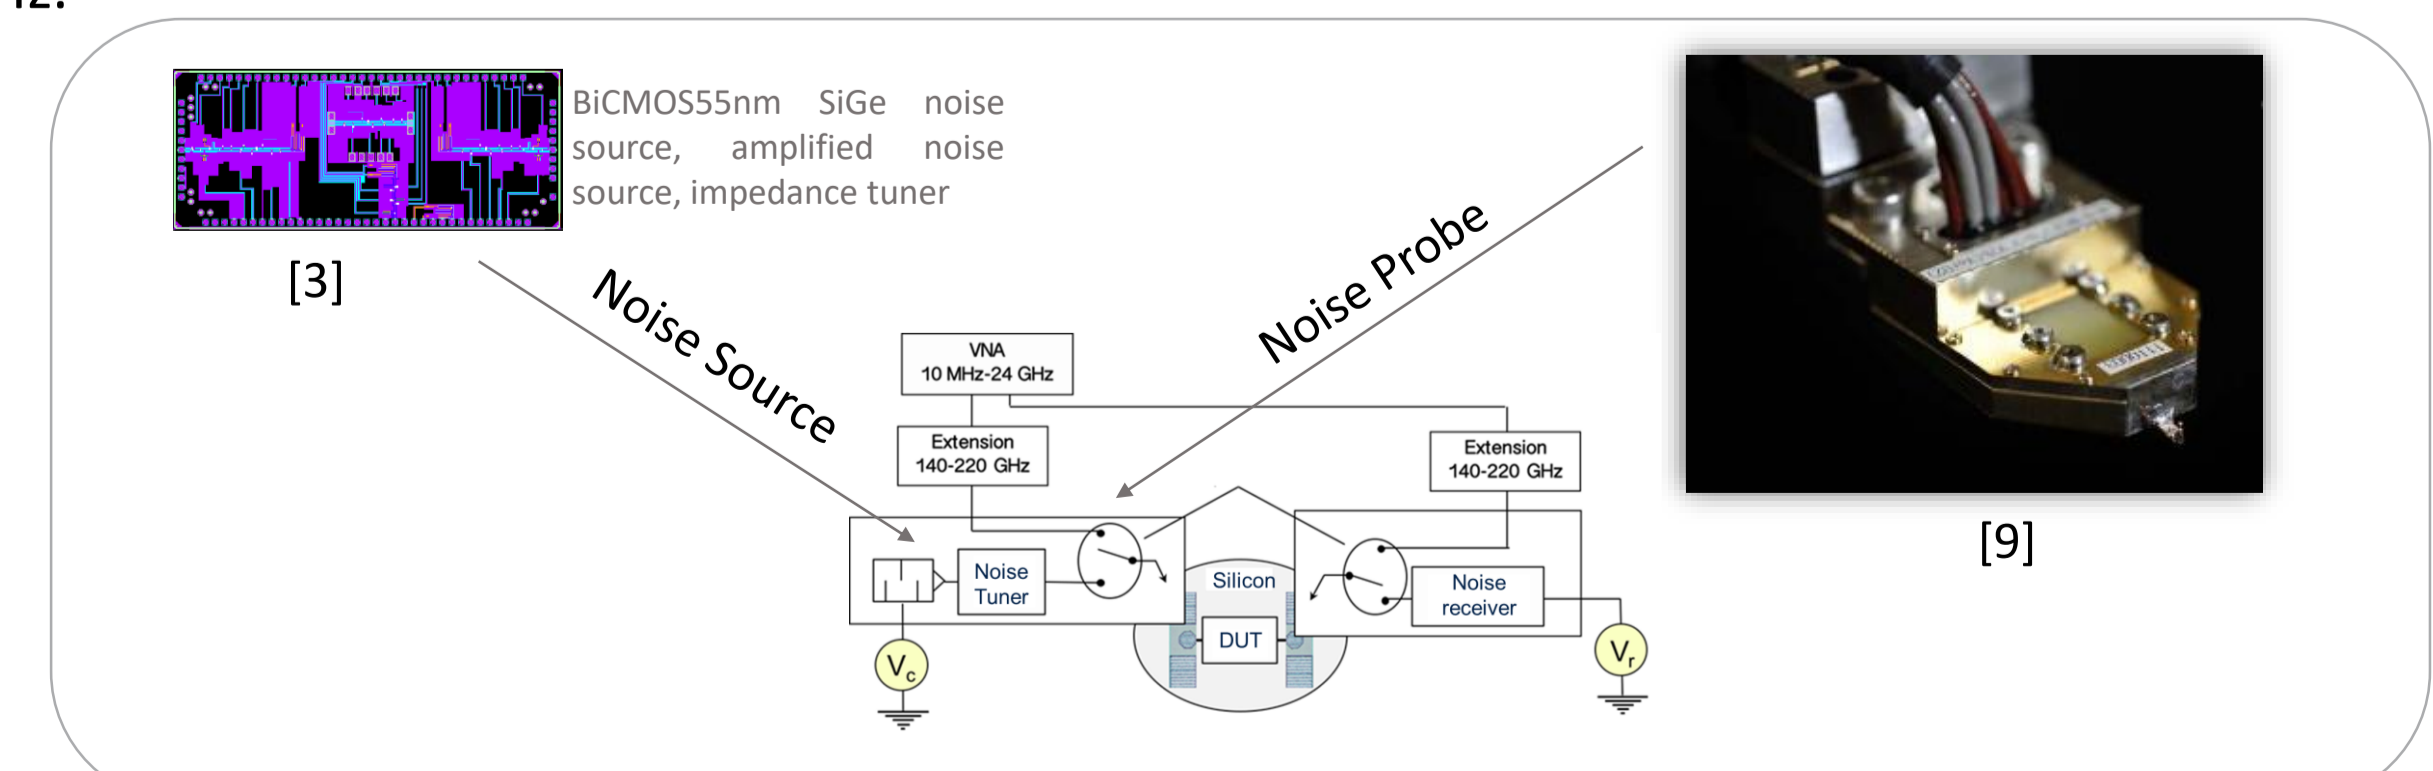 BiCMOS55nm SiGe noise
source, amplified noise
source, impedance tuner
[3]
Noise Source
Noise Probe
[9]
VNA
10 MHz-24 GHz
Extension
140-220 GHz
Extension
140-220 GHz
Noise
Tuner
Silicon
DUT
Noise
receiver
Vc
Vr